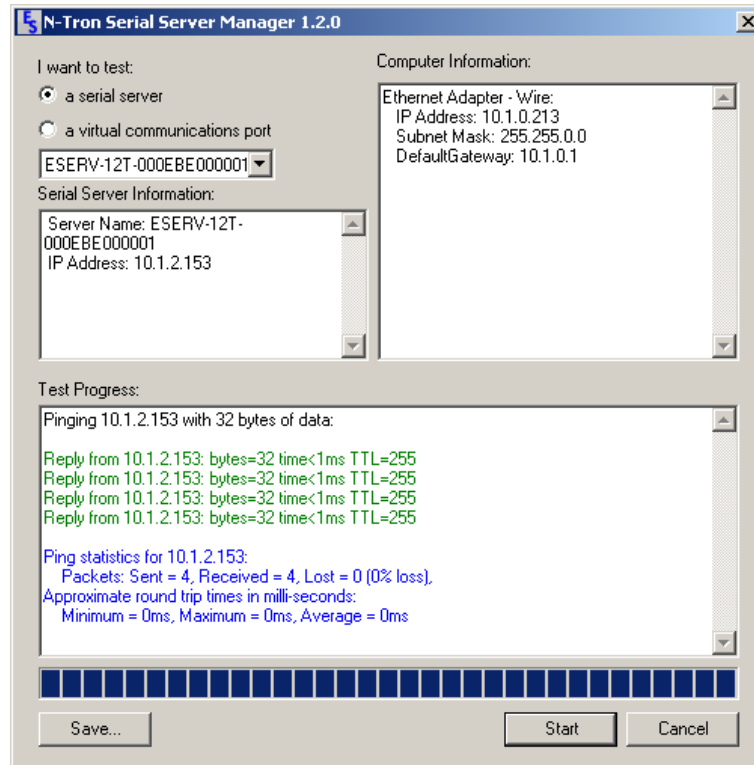 ES N-Tron Serial Server Manager 1.2.0
I want to test:
a serial server
a virtual communications port
ESERV-12T-000EBE000001
Serial Server Information:
Server Name: ESERV-12T-
000EBE000001
IP Address: 10.1.2.153
Computer Information:
Ethernet Adapter - Wire:
IP Address: 10.1.0.213
Subnet Mask: 255.255.0.0
DefaultGateway: 10.1.0.1
Test Progress:
Pinging 10.1.2.153 with 32 bytes of data:
Reply from 10.1.2.153: bytes=32 time<1ms TTL=255
Reply from 10.1.2.153: bytes=32 time<1ms TTL=255
Reply from 10.1.2.153: bytes=32 time<1ms TTL=255
Reply from 10.1.2.153: bytes=32 time<1ms TTL=255
Ping statistics for 10.1.2.153:
Packets: Sent = 4, Received = 4, Lost = 0 (0% loss),
Approximate round trip times in milli-seconds:
Minimum = 0ms, Maximum = 0ms, Average = 0ms
Save...
Start
Cancel